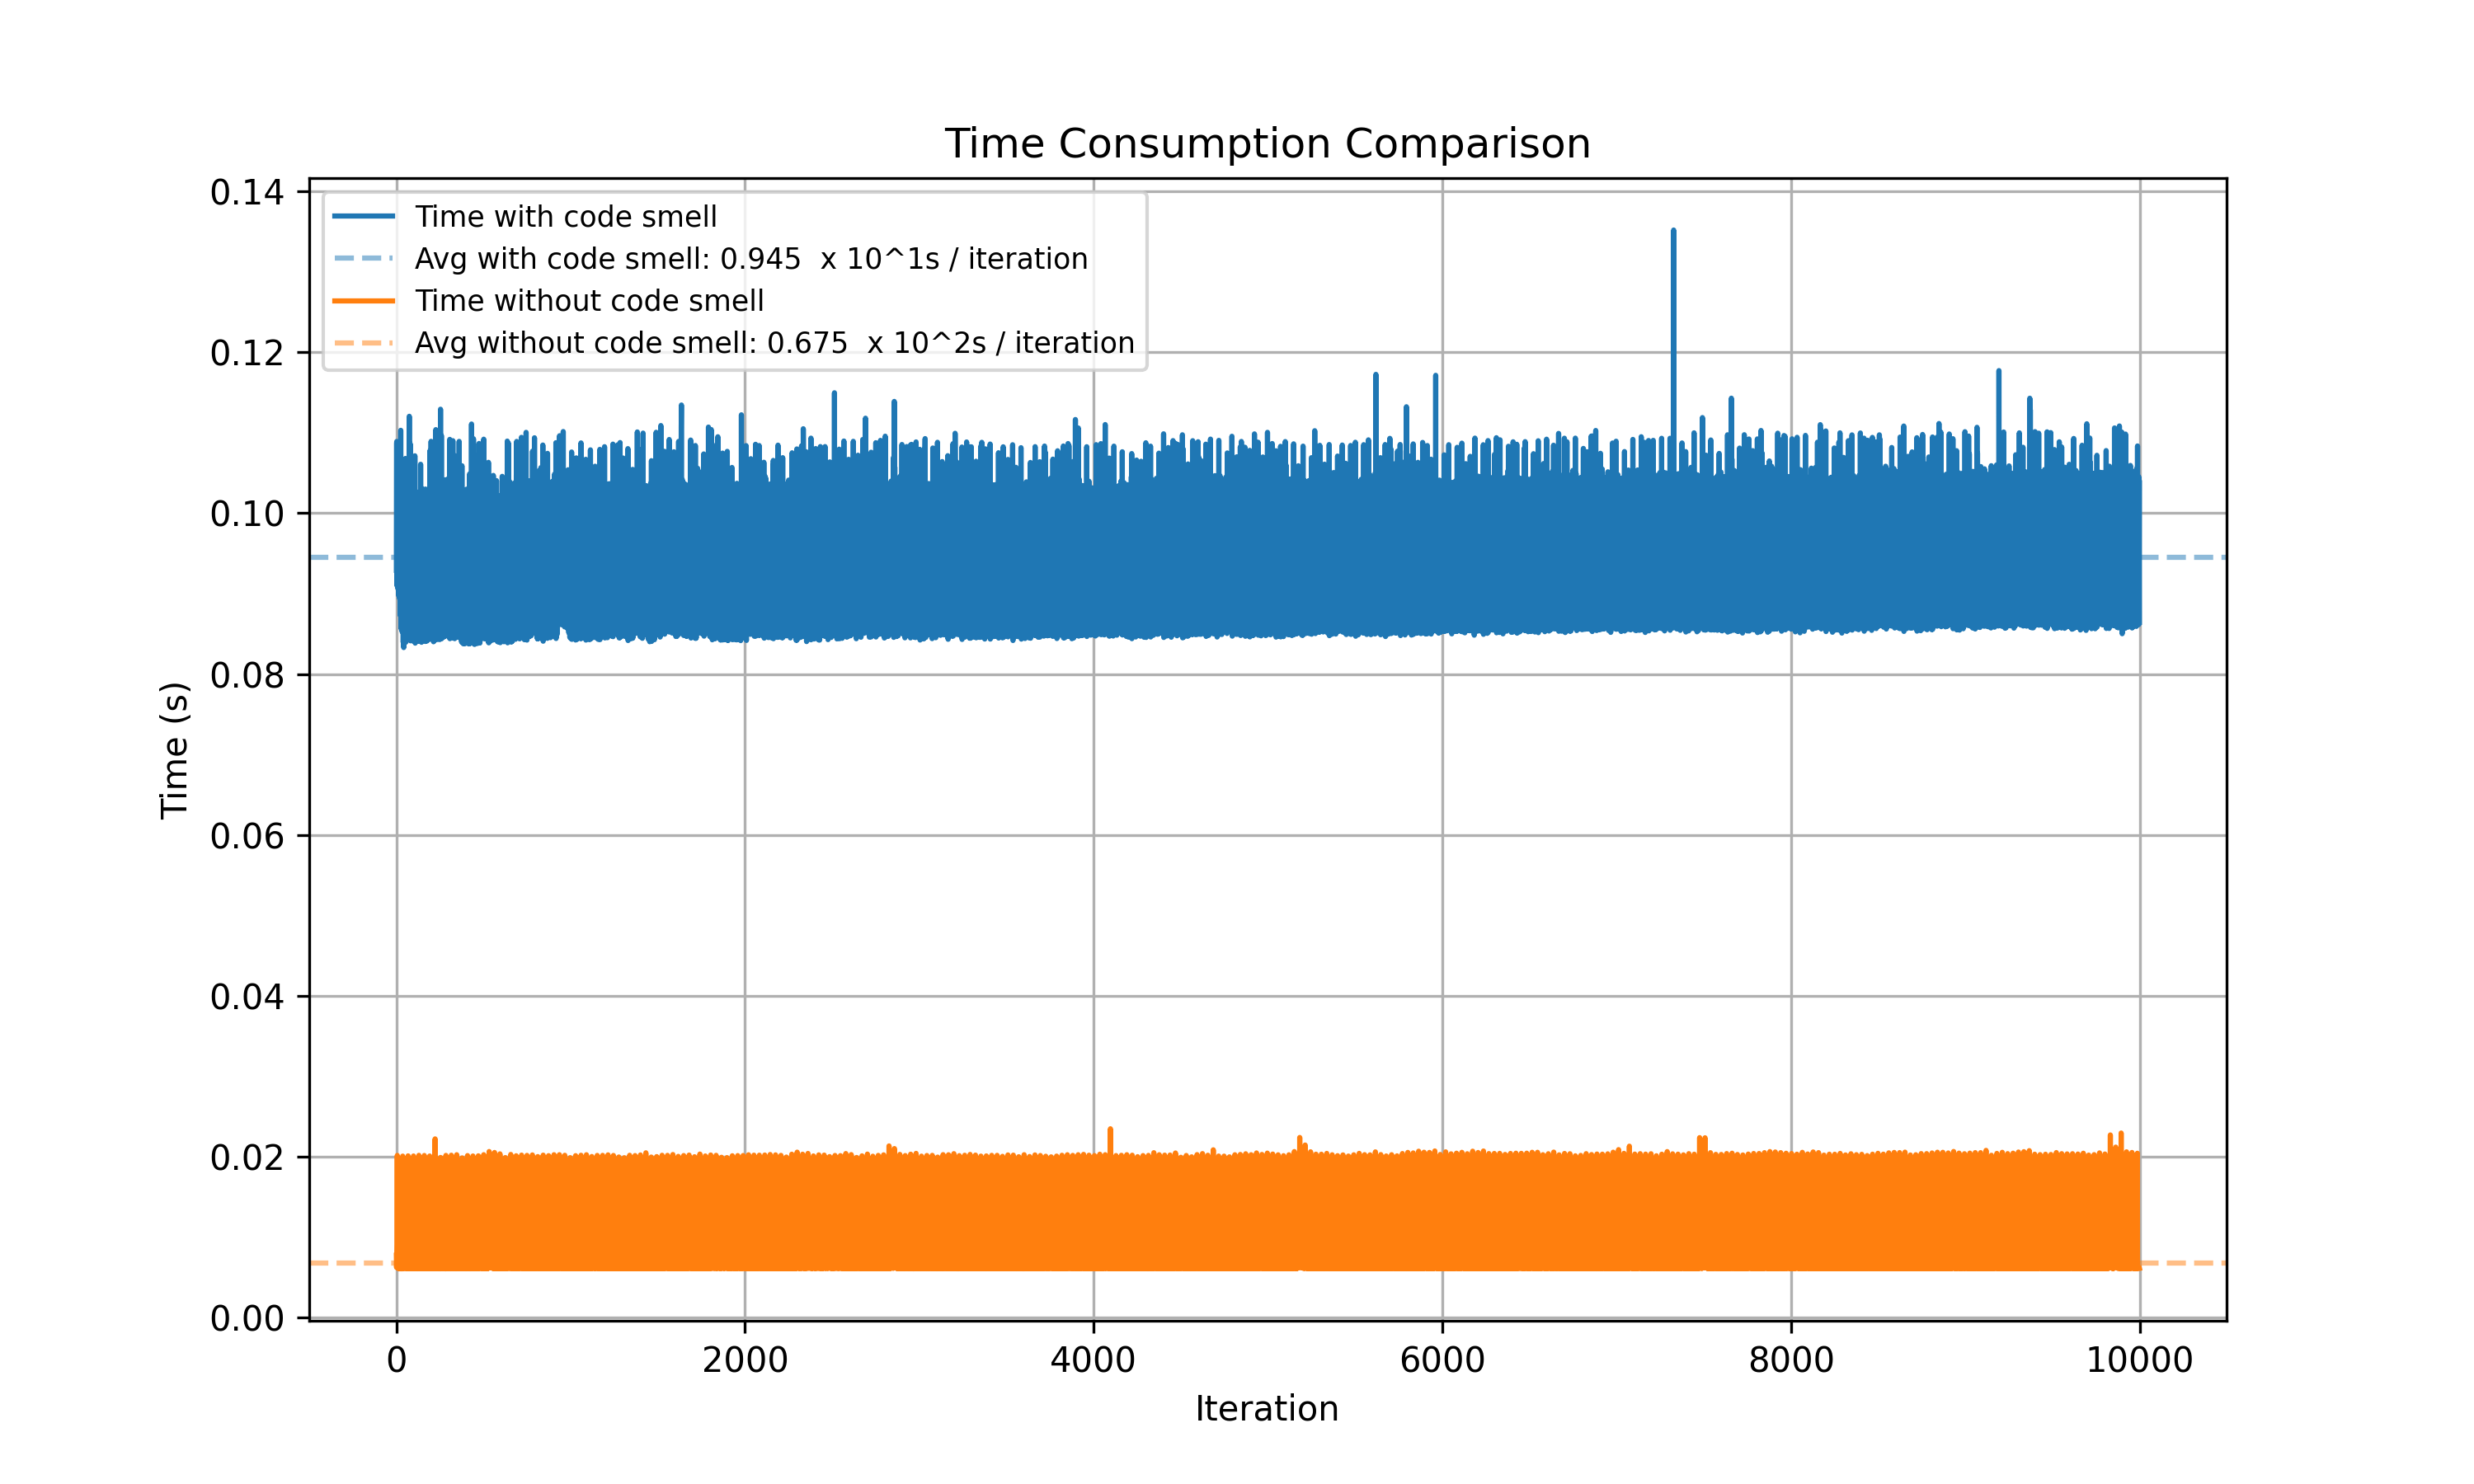 Time Consumption Comparison
Time with code smell
Avg with code smell: 0.945  x 10^1s / iteration
Time without code smell
Avg without code smell: 0.675  x 10^2s / iteration
0.14
0.12
0.10
0.08
0.06
0.04
0.02
0.00
Time (s)
0 2000 4000 6000 8000 10000
Iteration